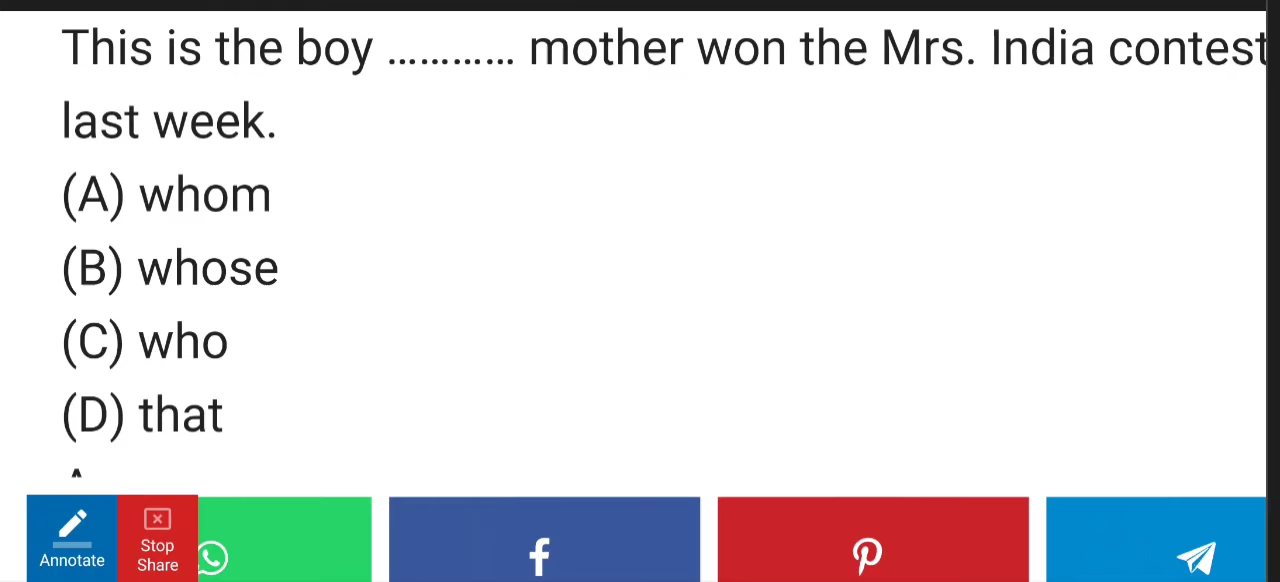 This is the boy ............ mother won the Mrs. India contest
last week.
(A) whom
(B) whose
(C) who
(D) that
Annotate
Stop
Share